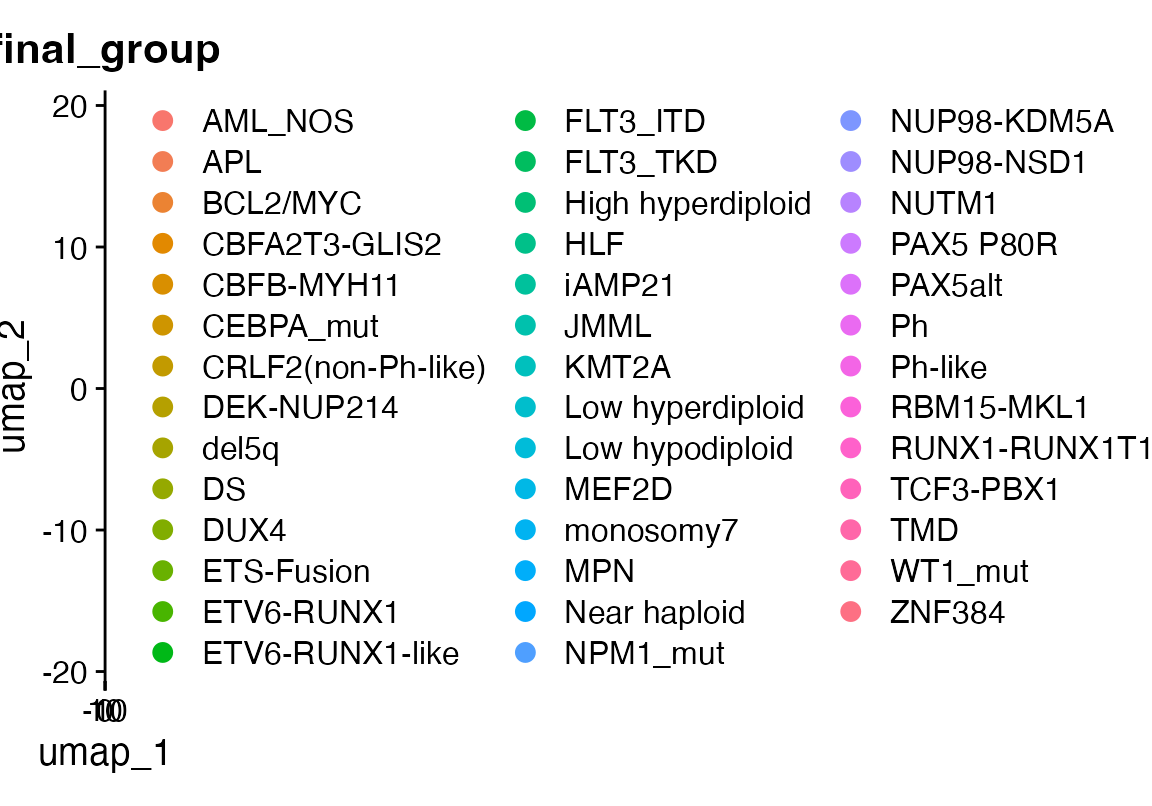 final_group
20
10
0
-10
-20
umap_2
AML_NOS
APL
BCL2/MYC
CBFA2T3-GLIS2
CBFB-MYH11
CEBPA_mut
CRLF2(non-Ph-like)
DEK-NUP214
del5q
DS
DUX4
ETS-Fusion
ETV6-RUNX1
ETV6-RUNX1-like
FLT3_ITD
FLT3_TKD
High hyperdiploid
HLF
iAMP21
JMML
KMT2A
Low hyperdiploid
Low hypodiploid
MEF2D
monosomy7
MPN
Near haploid
NPM1_mut
NUP98-KDM5A
NUP98-NSD1
NUTM1
PAX5 P80R
PAX5alt
Ph
Ph-like
RBM15-MKL1
RUNX1-RUNX1T1
TCF3-PBX1
TMD
WT1_mut
ZNF384
umap_1